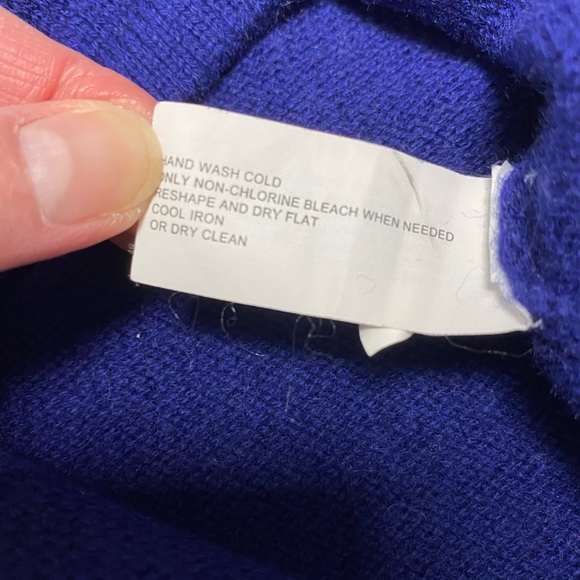 HAND WASH COLD
ONLY NON-CHLORINE BLEACH WHEN NEEDED
RESHAPE AND DRY FLAT
COOL IRON
OR DRY CLEAN